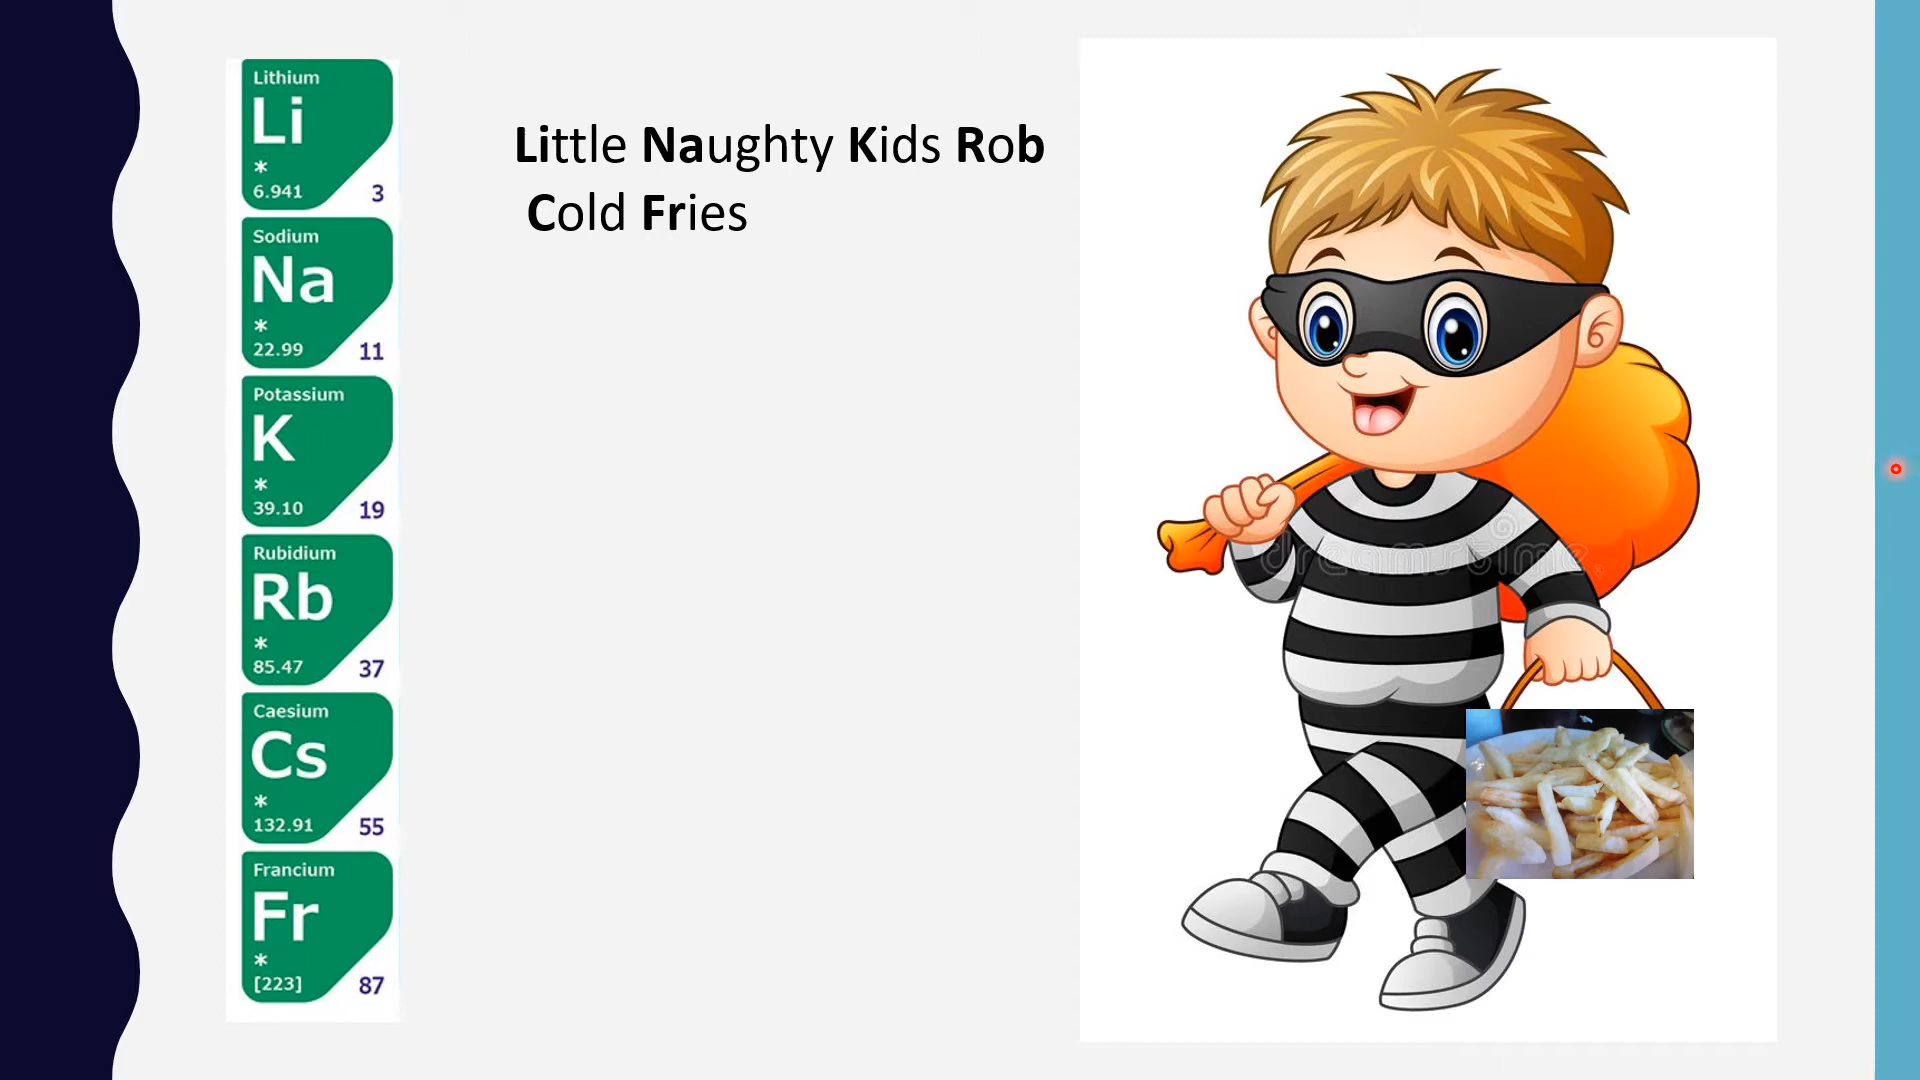 Lithium
Li
*
6.941 3
Sodium
Na
*
22.99 11
Potassium
K
*
39.10 19
Rubidium
Rb
*
85.47 37
Caesium
Cs
*
132.91 55
Francium
Fr
*
[223] 87
Little Naughty Kids Rob
Cold Fries
dreamstime.